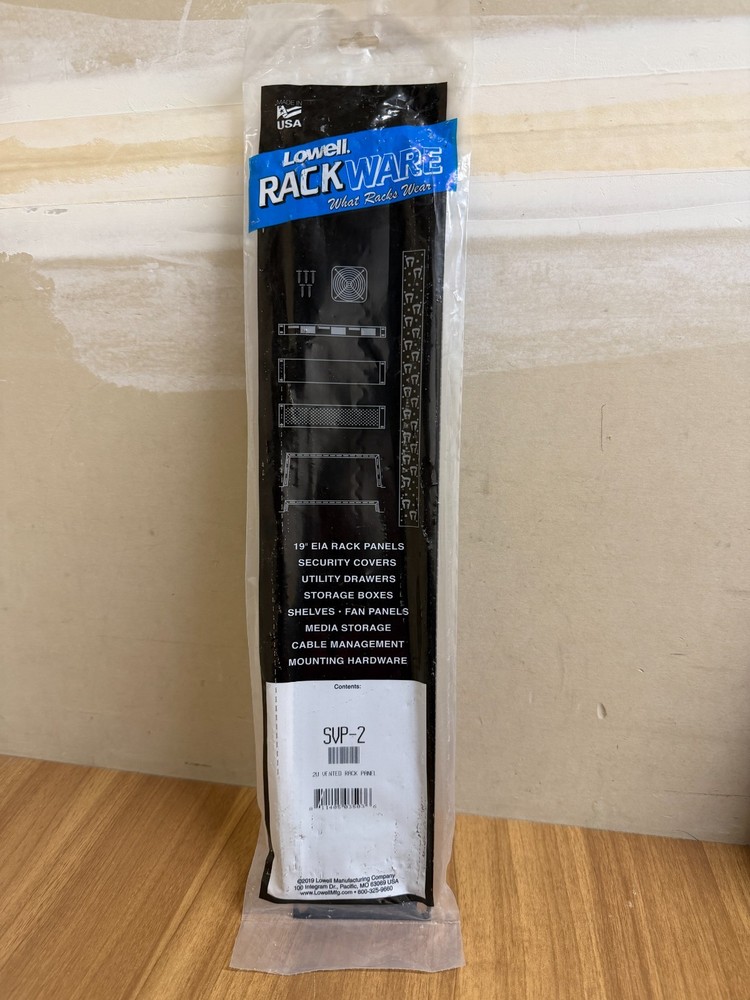 MADE IN
USA
Lowell.
RACKWARE
What Racks Wear
19" EIA RACK PANELS
SECURITY COVERS
UTILITY DRAWERS
STORAGE BOXES
SHELVES • FAN PANELS
MEDIA STORAGE
CABLE MANAGEMENT
MOUNTING HARDWARE
Contents:
SVP-2
2U VENTED RACK PANEL
©2019 Lowell Manufacturing Company
100 Integram Dr., Pacific, MO 63069 USA
www.LowellMfg.com • 800-325-9660